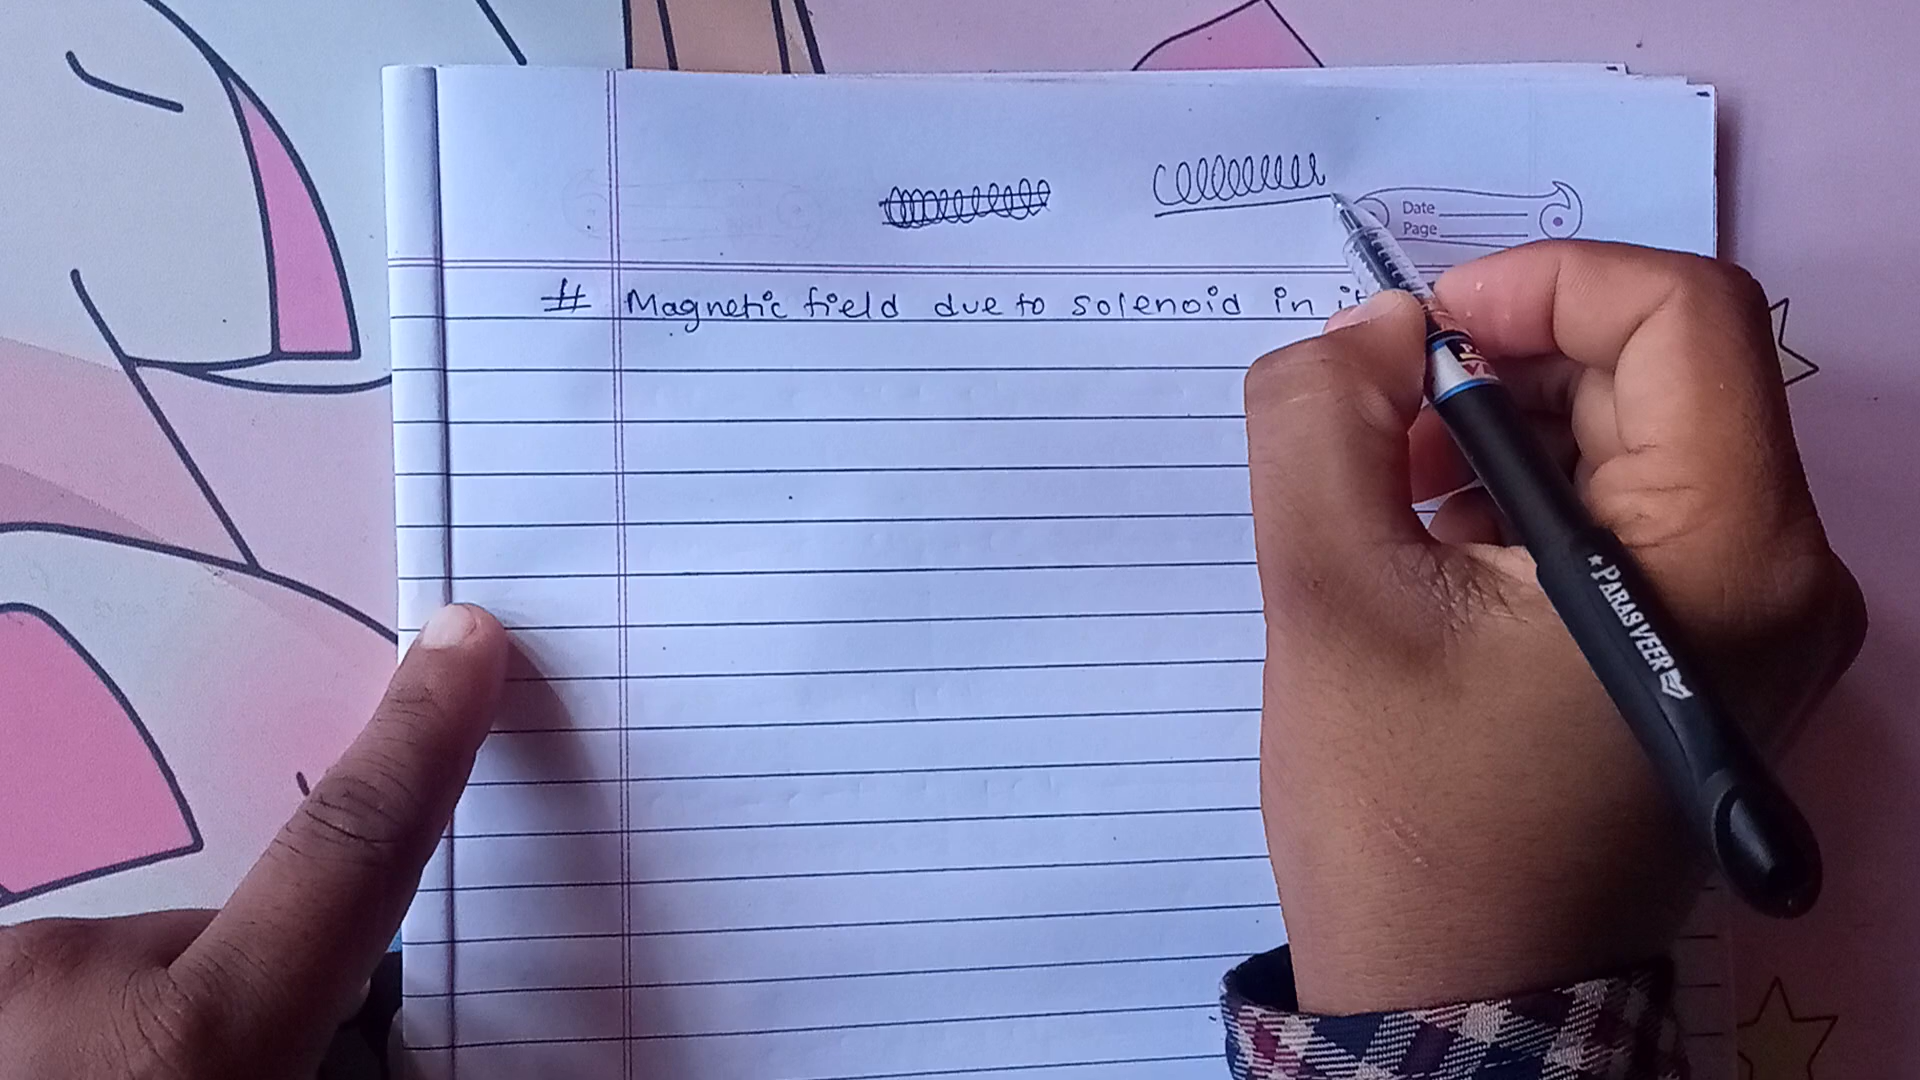 Date
Page
# Magnetic field due to solenoid in
PARAS VEER